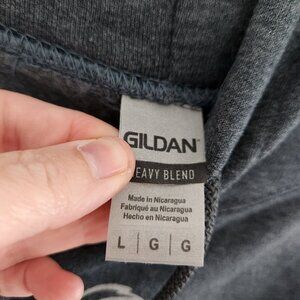 GILDAN
EAVY BLEND
Made in Nicaragua
Fabriqué au Nicaragua
Hecho en Nicaragua
L | G | G